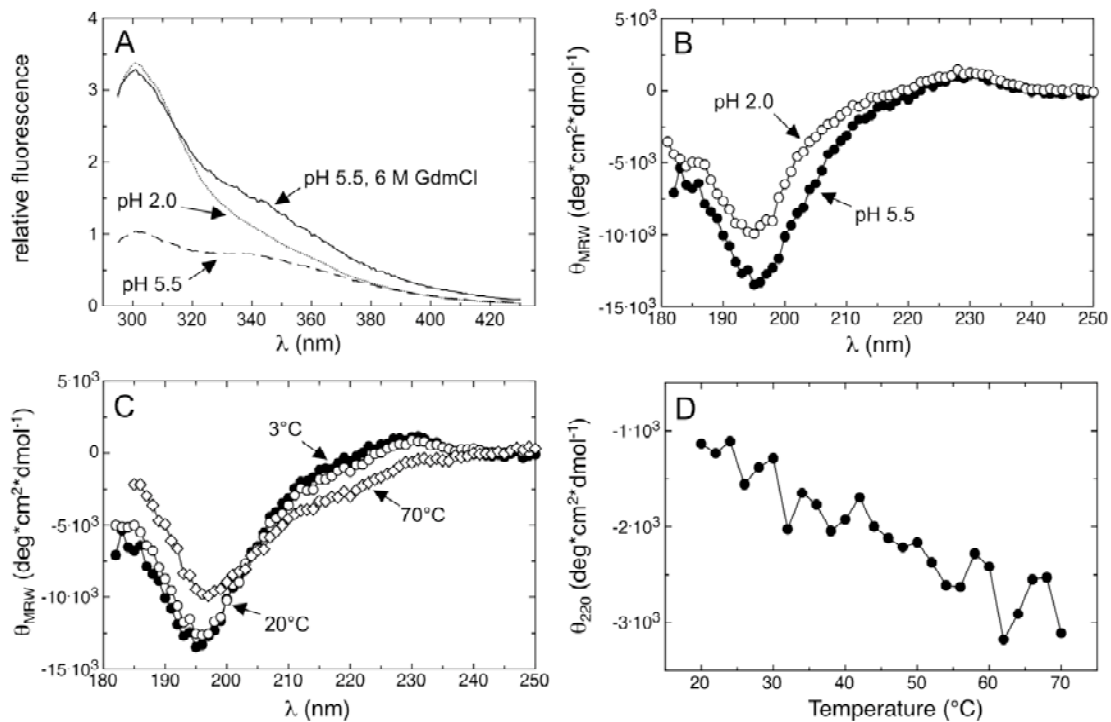 A
relative fluorescence
4
3
2
1
0
pH 5.5, 6 M GdmCl
pH 2.0
pH 5.5
300 320 340 360 380 400 420
λ (nm)
B
θMRW (deg*cm²*dmol⁻¹)
5·10³
0
-5·10³
-10·10³
-15·10³
pH 2.0
pH 5.5
180 190 200 210 220 230 240 250
λ (nm)
C
θMRW (deg*cm²*dmol⁻¹)
5·10³
0
-5·10³
-10·10³
-15·10³
3°C
70°C
20°C
180 190 200 210 220 230 240 250
λ (nm)
D
θ220 (deg*cm²*dmol⁻¹)
-1·10³
-2·10³
-3·10³
20 30 40 50 60 70
Temperature (°C)